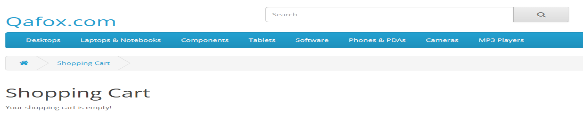 Qafox.com
Search
Desktops Laptops & Notebooks Components Tablets Software Phones & PDAs Cameras MP3 Players
Shopping Cart
Shopping Cart
Your shopping cart is empty!